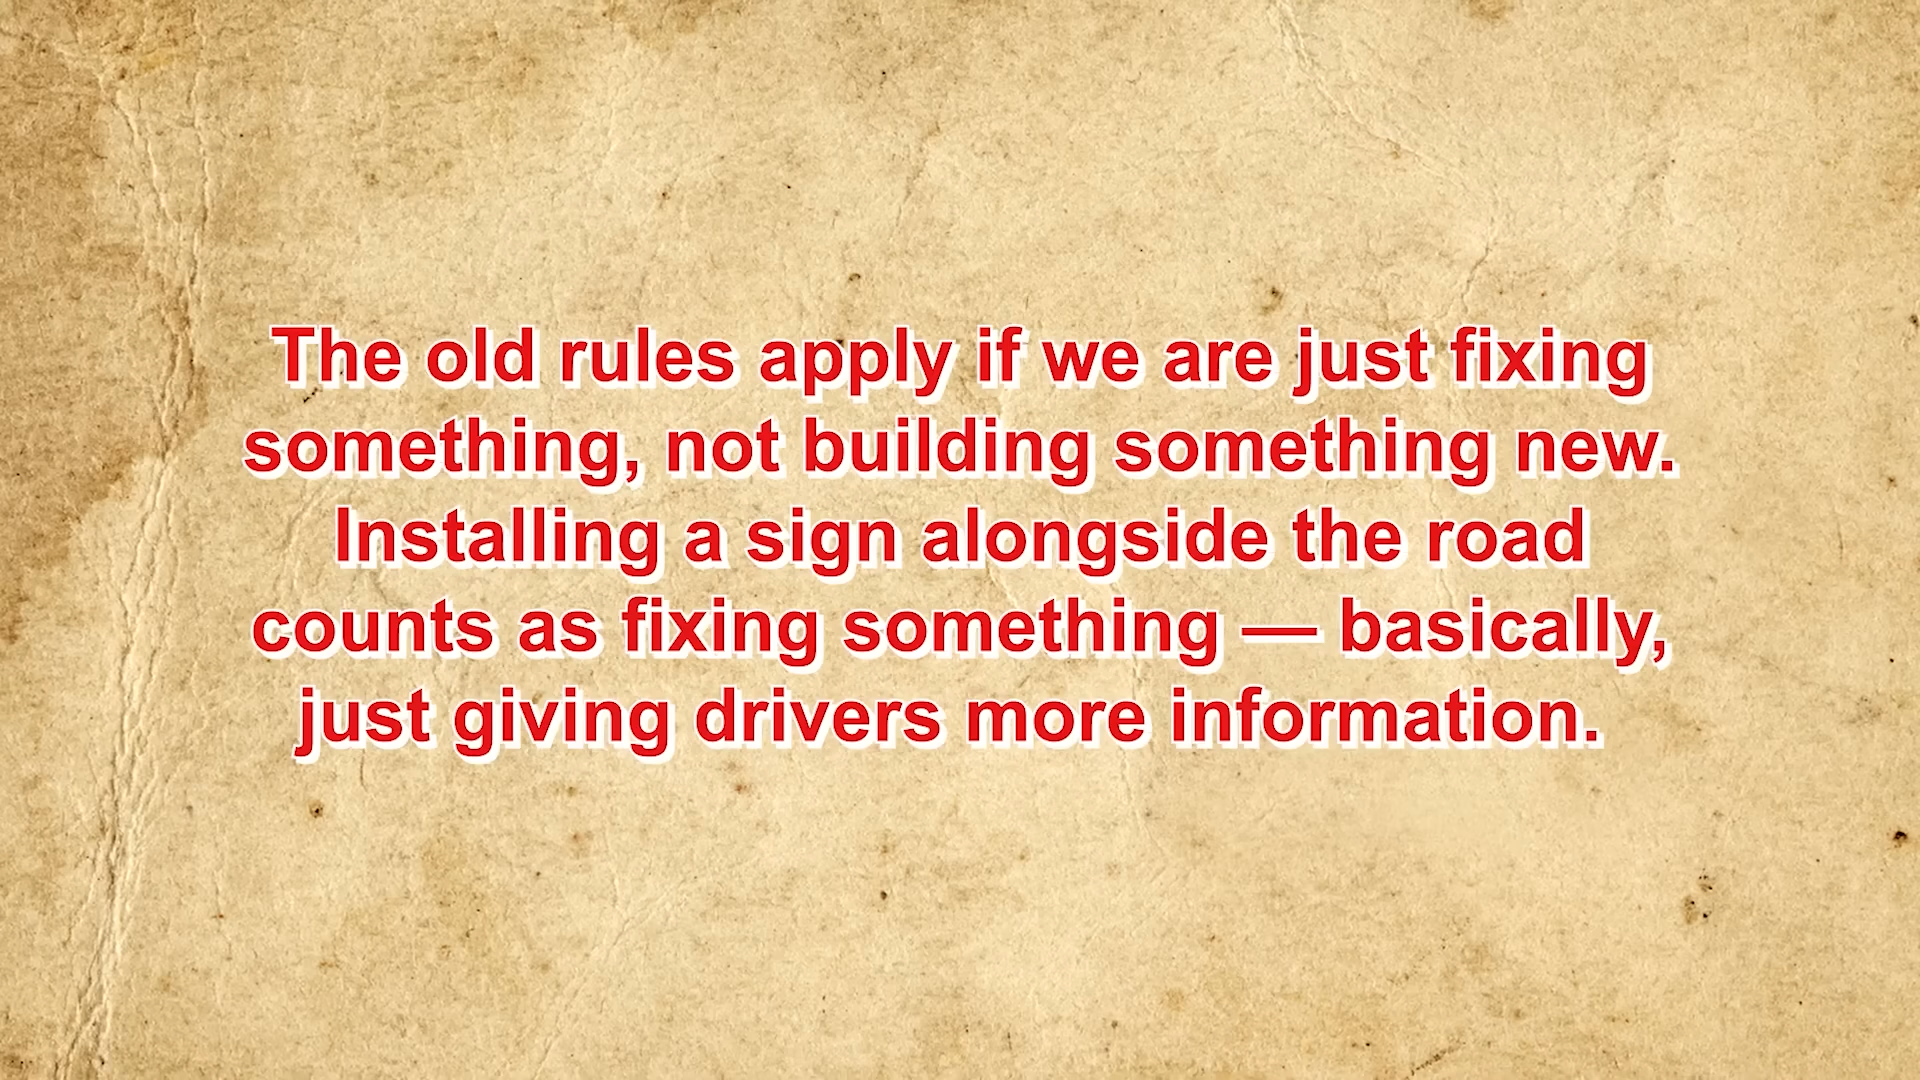 The old rules apply if we are just fixing
something, not building something new.
Installing a sign alongside the road
counts as fixing something — basically,
just giving drivers more information.